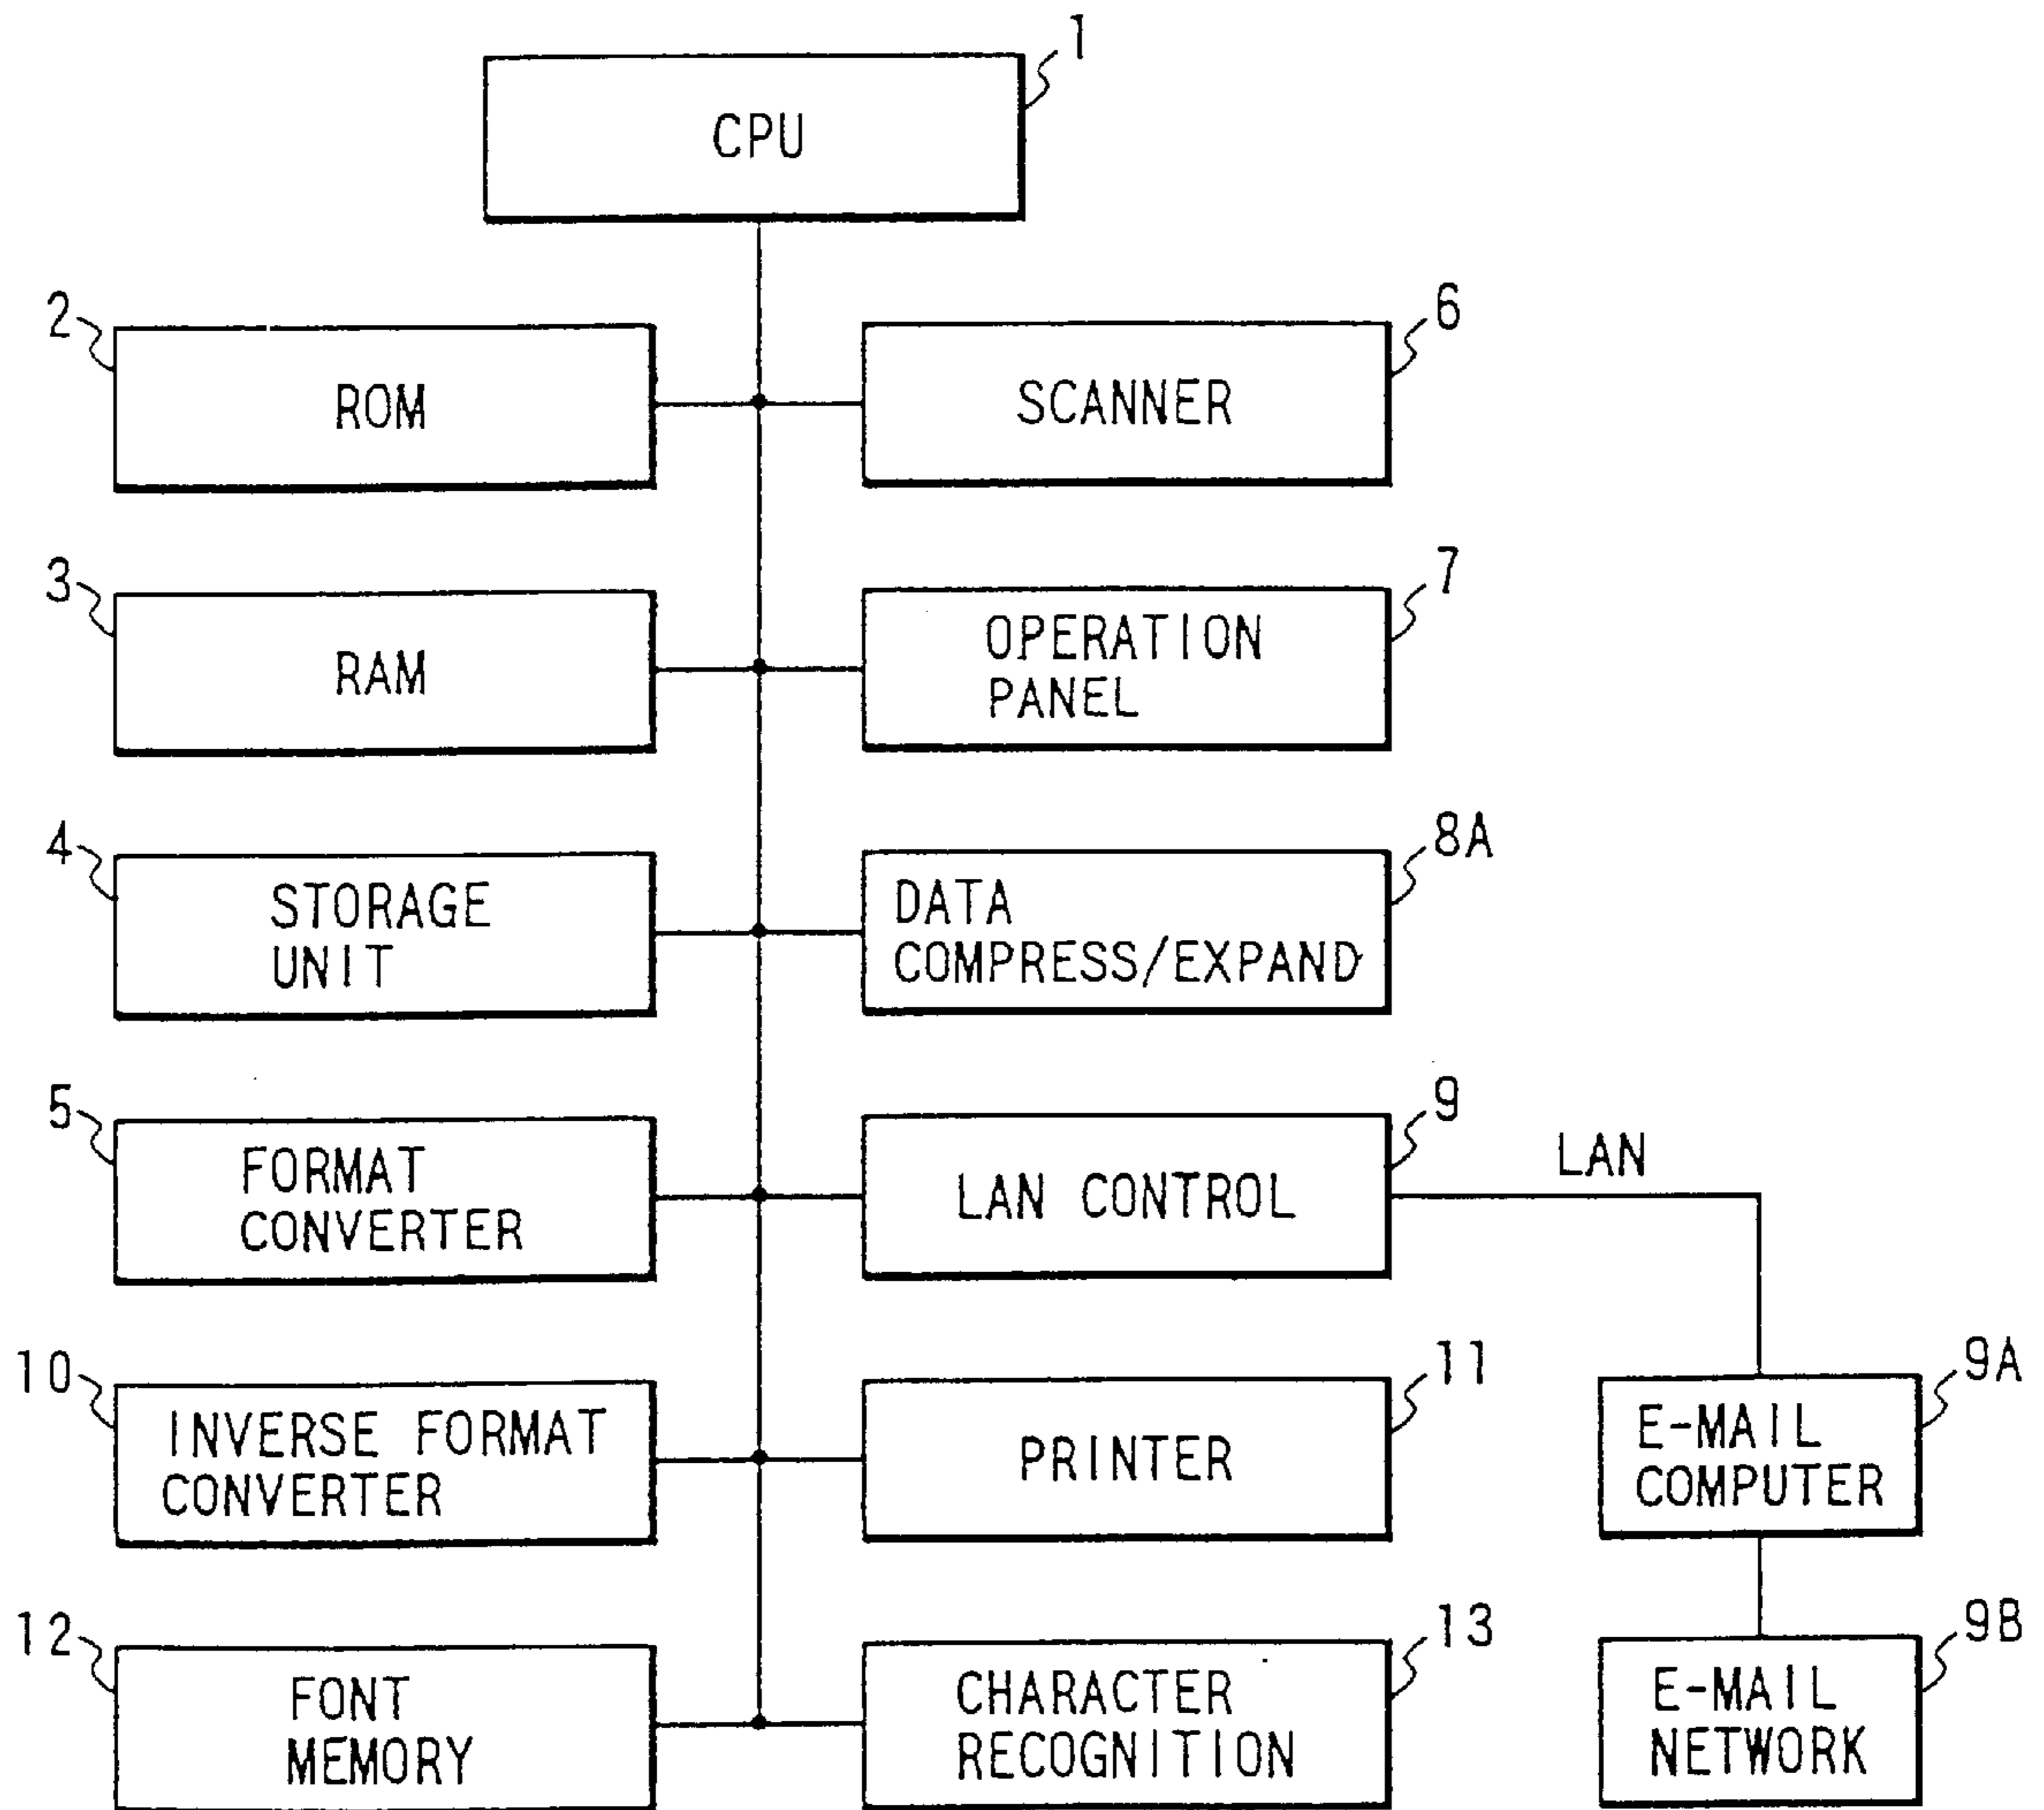 1
CPU
2
ROM
6
SCANNER
3
RAM
7
OPERATION
PANEL
4
STORAGE
UNIT
8A
DATA
COMPRESS/EXPAND
5
FORMAT
CONVERTER
9
LAN CONTROL
LAN
10
INVERSE FORMAT
CONVERTER
11
PRINTER
9A
E-MAIL
COMPUTER
12
FONT
MEMORY
13
CHARACTER
RECOGNITION
9B
E-MAIL
NETWORK